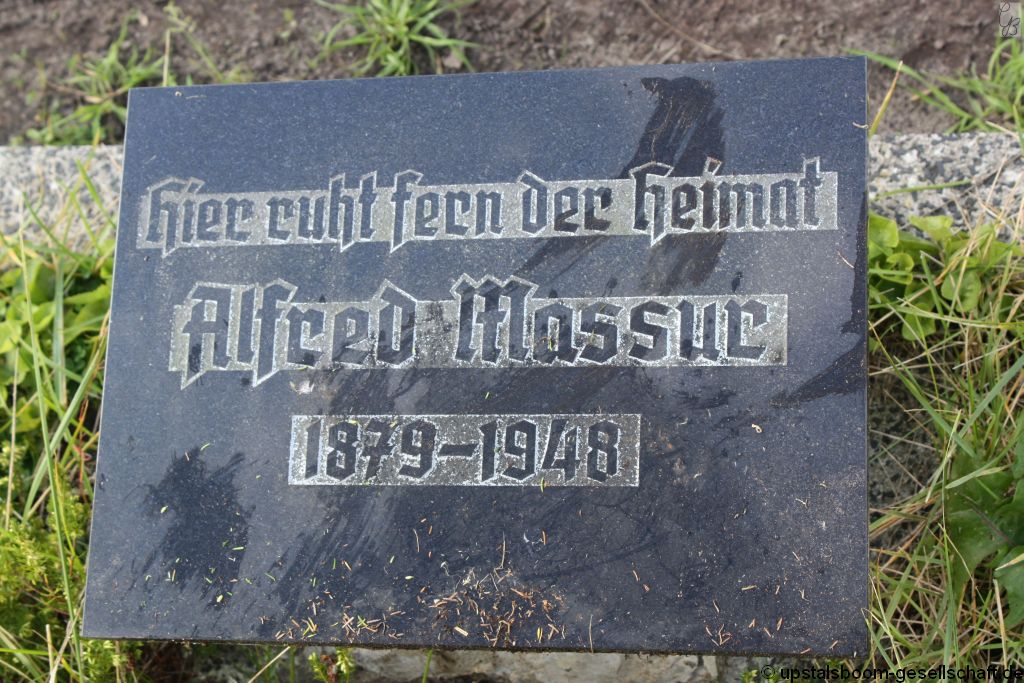 Hier ruht fern der Heimat
Alfred Massur
1879-1948
© upstalsboom-gesellschaft.de